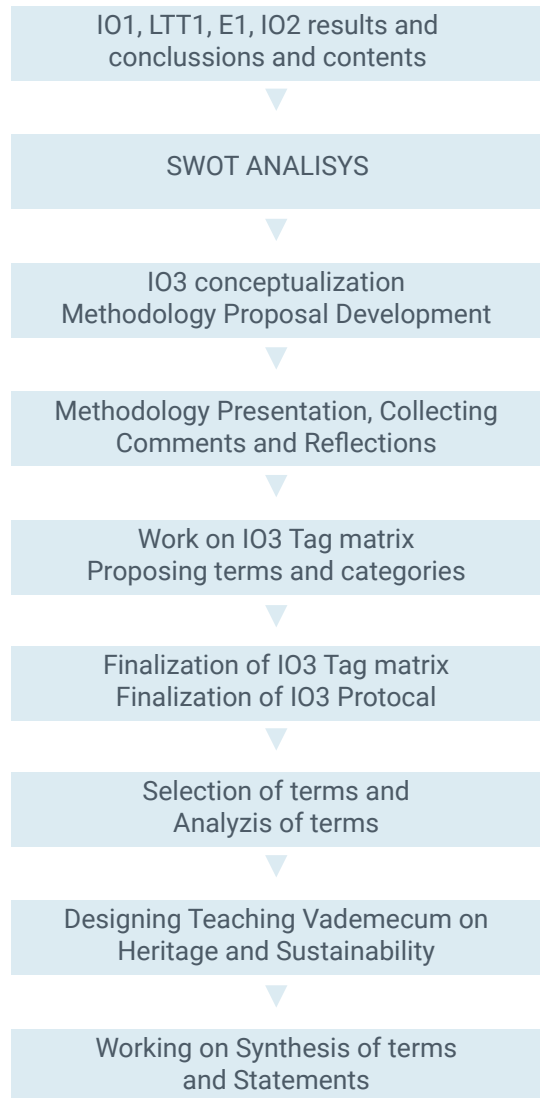 IO1, LTT1, E1, IO2 results and
conclussions and contents
SWOT ANALISYS
IO3 conceptualization
Methodology Proposal Development
Methodology Presentation, Collecting
Comments and Reflections
Work on IO3 Tag matrix
Proposing terms and categories
Finalization of IO3 Tag matrix
Finalization of IO3 Protocal
Selection of terms and
Analyzis of terms
Designing Teaching Vademecum on
Heritage and Sustainability
Working on Synthesis of terms
and Statements